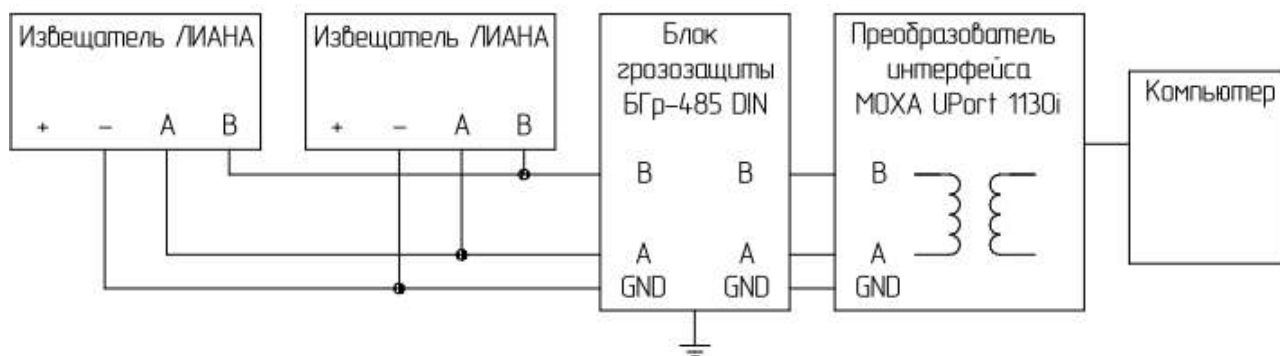 Извещатель ЛИАНА
+ - A B
Извещатель ЛИАНА
+ - A B
Блок
грозозащиты
БГр-485 DIN
B B
A A
GND GND
Преобразователь
интерфейса
MOXA UPort 1130i
B
A
GND
Компьютер